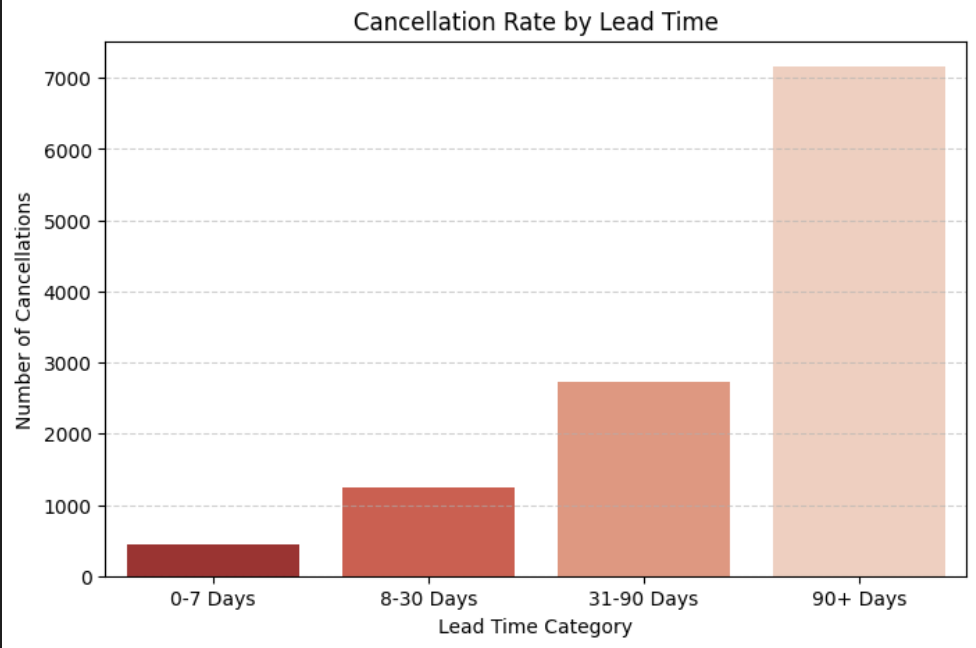 Cancellation Rate by Lead Time
7000
6000
5000
4000
3000
2000
1000
0
Number of Cancellations
0-7 Days
8-30 Days
31-90 Days
90+ Days
Lead Time Category